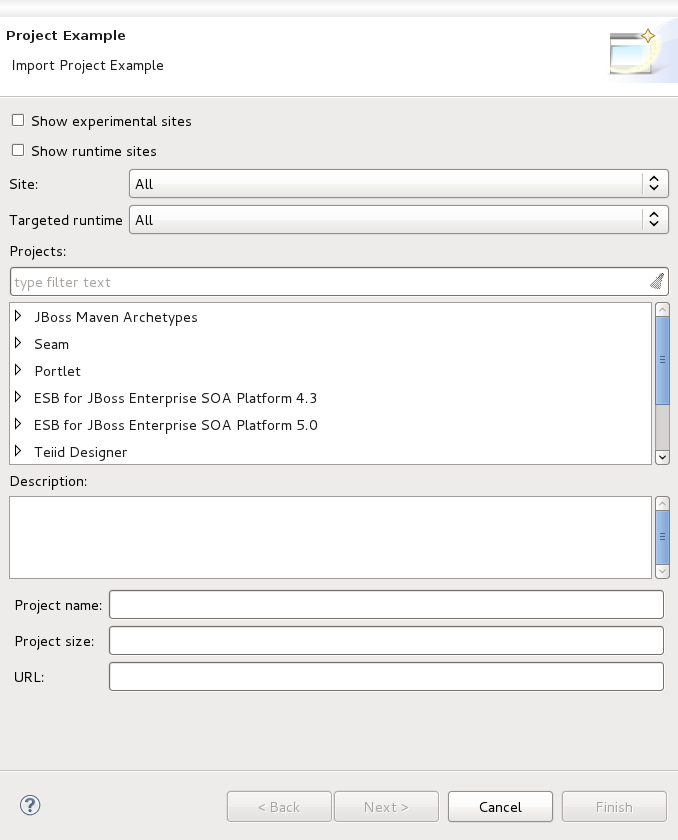 Project Example
Import Project Example
Show experimental sites
Show runtime sites
Site: All
Targeted runtime All
Projects:
type filter text
JBoss Maven Archetypes
Seam
Portlet
ESB for JBoss Enterprise SOA Platform 4.3
ESB for JBoss Enterprise SOA Platform 5.0
Teiid Designer
Description:
Project name:
Project size:
URL:
? < Back Next > Cancel Finish